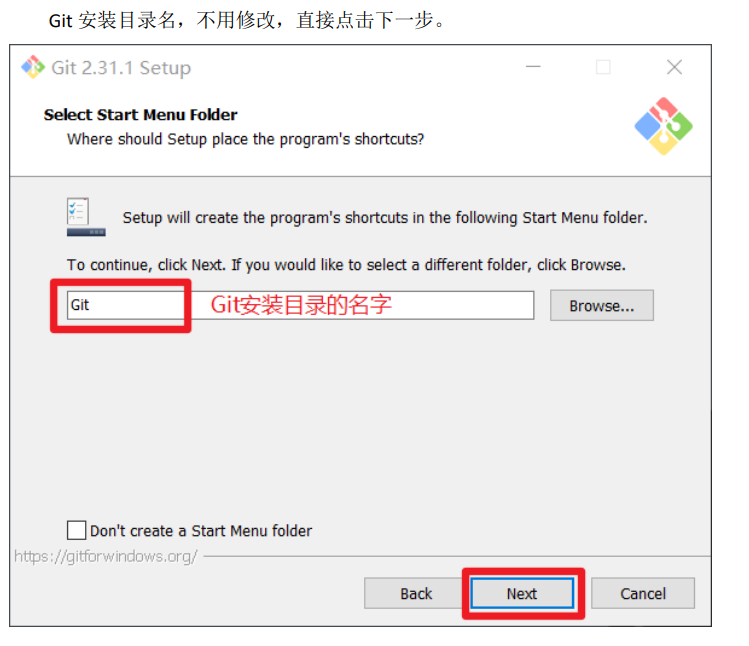 Git 安装目录名，不用修改，直接点击下一步。
Git 2.31.1 Setup
Select Start Menu Folder
Where should Setup place the program's shortcuts?
Setup will create the program's shortcuts in the following Start Menu folder.
To continue, click Next. If you would like to select a different folder, click Browse.
Git Git安装目录的名字 Browse...
Don't create a Start Menu folder
https://gitforwindows.org/
Back Next Cancel